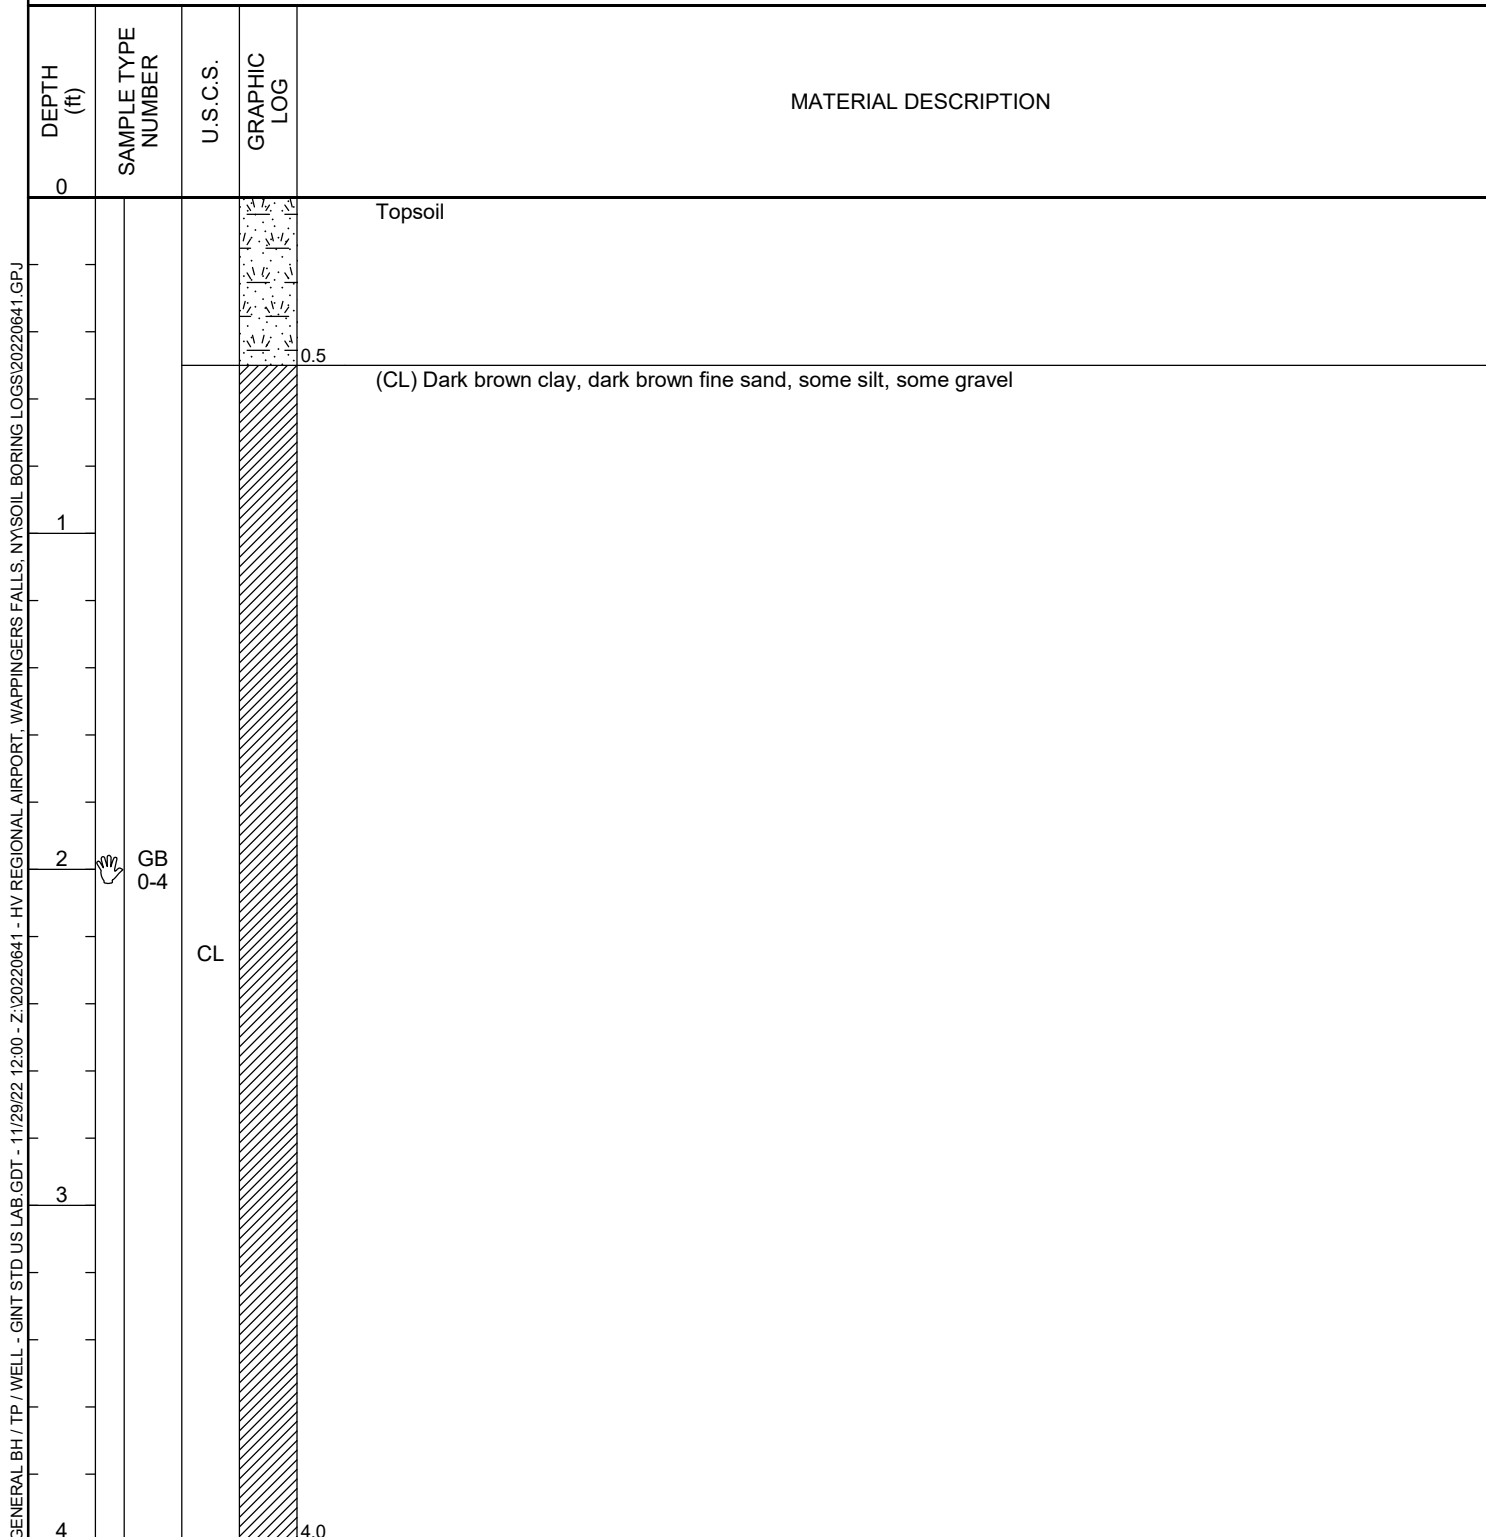 DEPTH
(ft)
SAMPLE TYPE
NUMBER
U.S.C.S.
GRAPHIC
LOG
MATERIAL DESCRIPTION
0
Topsoil
0.5
(CL) Dark brown clay, dark brown fine sand, some silt, some gravel
1
2
GB
0-4
CL
3
4
4.0
GENERAL BH / TP / WELL - GINT STD US LAB.GDT - 11/29/22 12:00 - Z:\20220641 - HV REGIONAL AIRPORT, WAPPINGERS FALLS, NY\SOIL BORING LOGS\20220641.GPJ